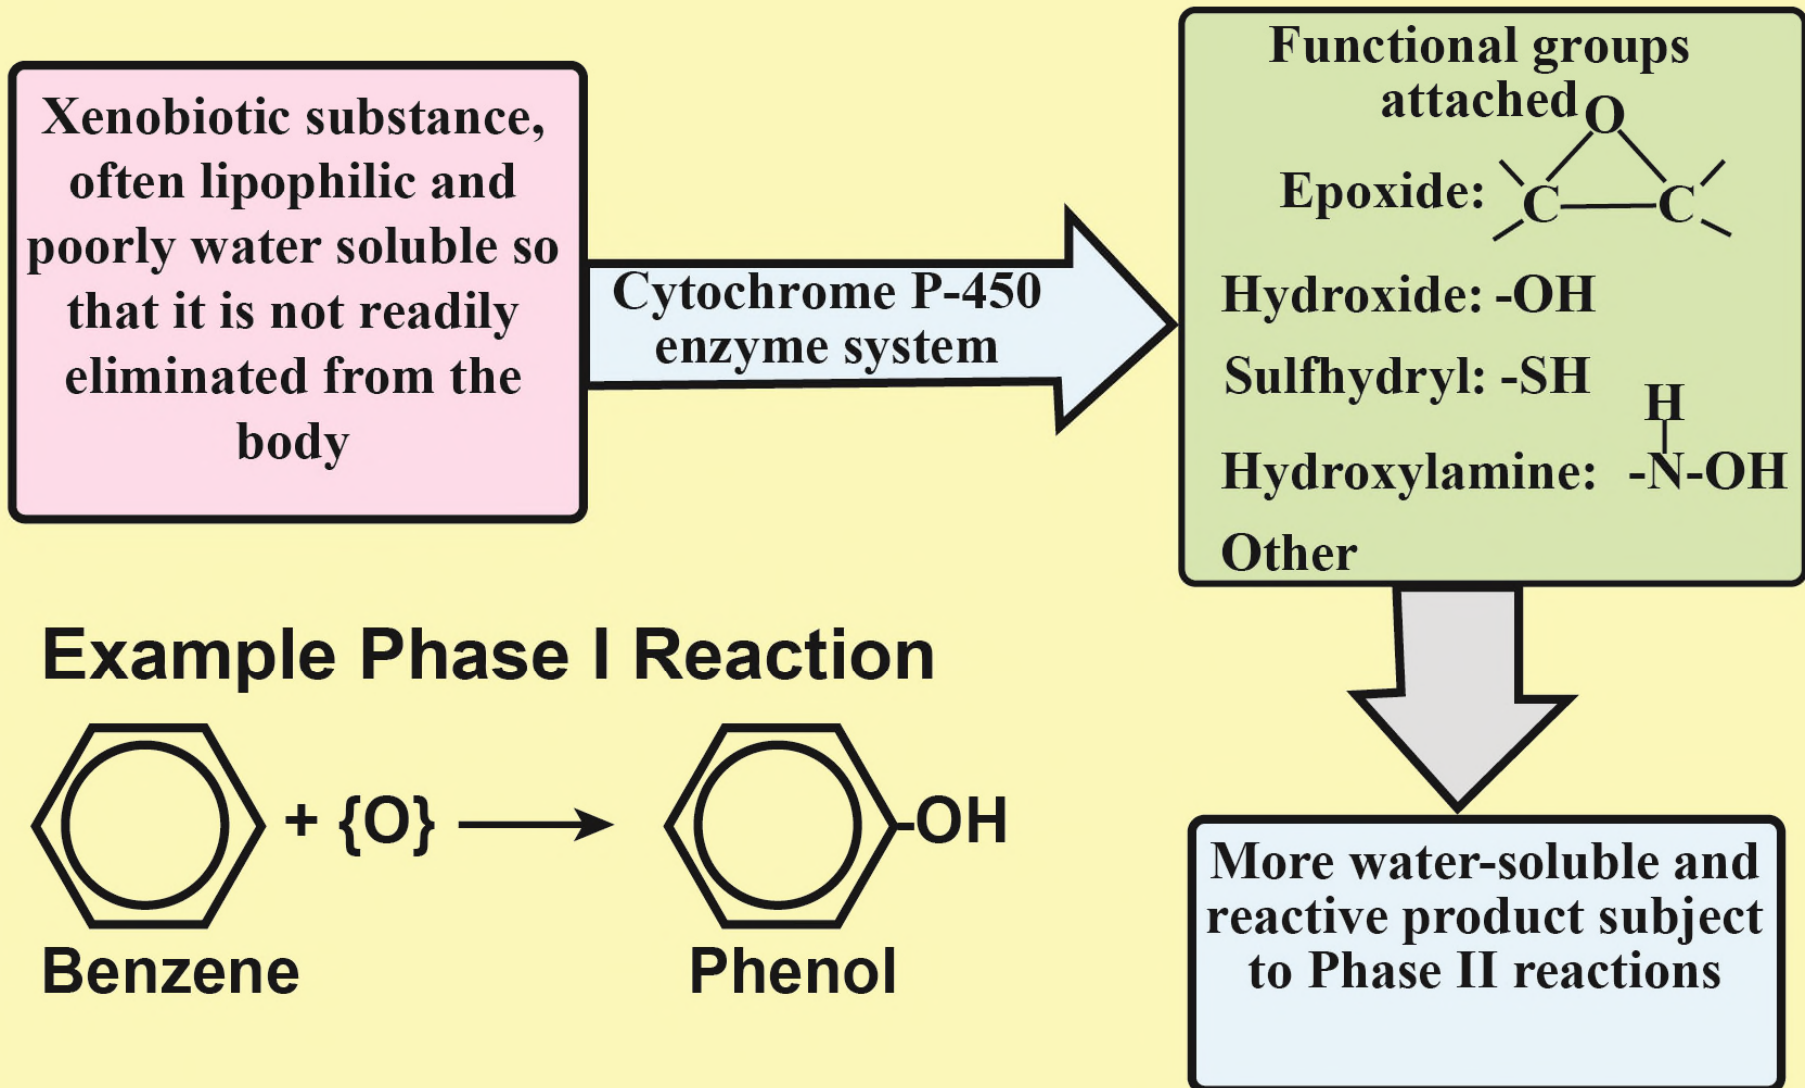 Xenobiotic substance,
often lipophilic and
poorly water soluble so
that it is not readily
eliminated from the
body
Cytochrome P-450
enzyme system
Functional groups
attached
O
Epoxide: C C
Hydroxide: -OH
Sulfhydryl: -SH
H
Hydroxylamine: -N-OH
Other
More water-soluble and
reactive product subject
to Phase II reactions
Example Phase I Reaction
+ {O} -OH
Benzene Phenol